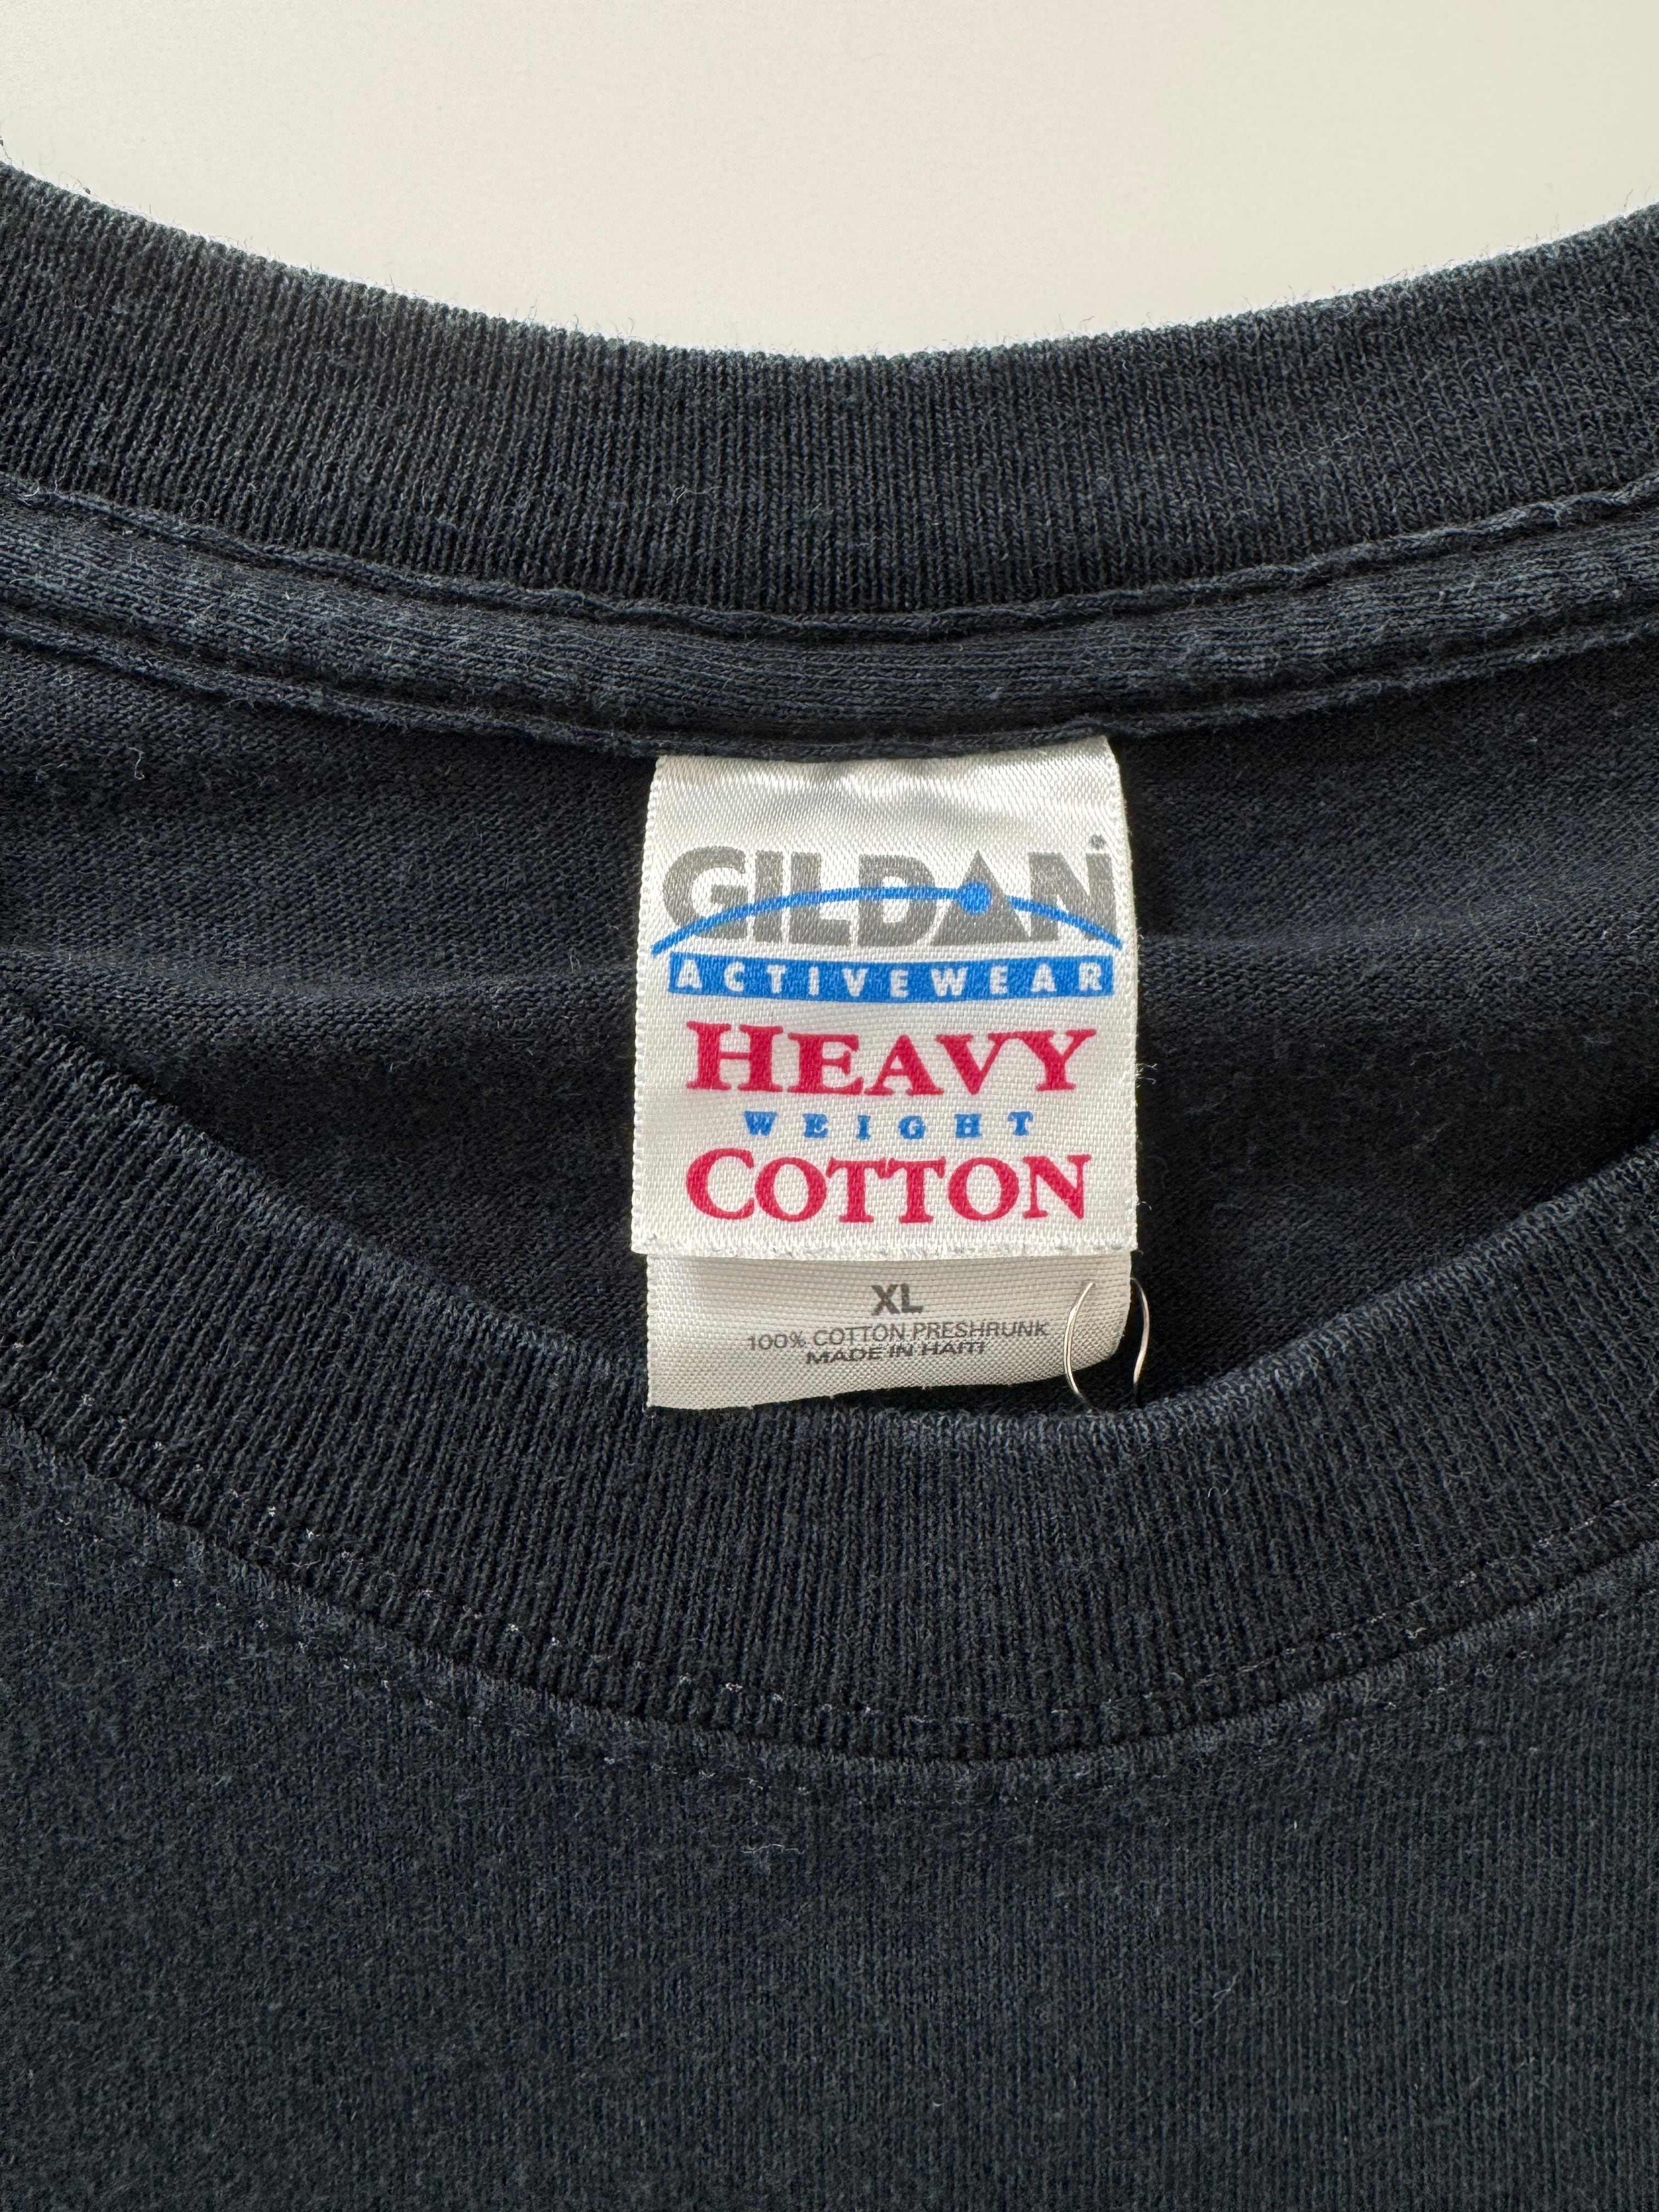 GILDAN®
ACTIVEWEAR
HEAVY
WEIGHT
COTTON
XL
100% COTTON PRESHRUNK
MADE IN HAITI